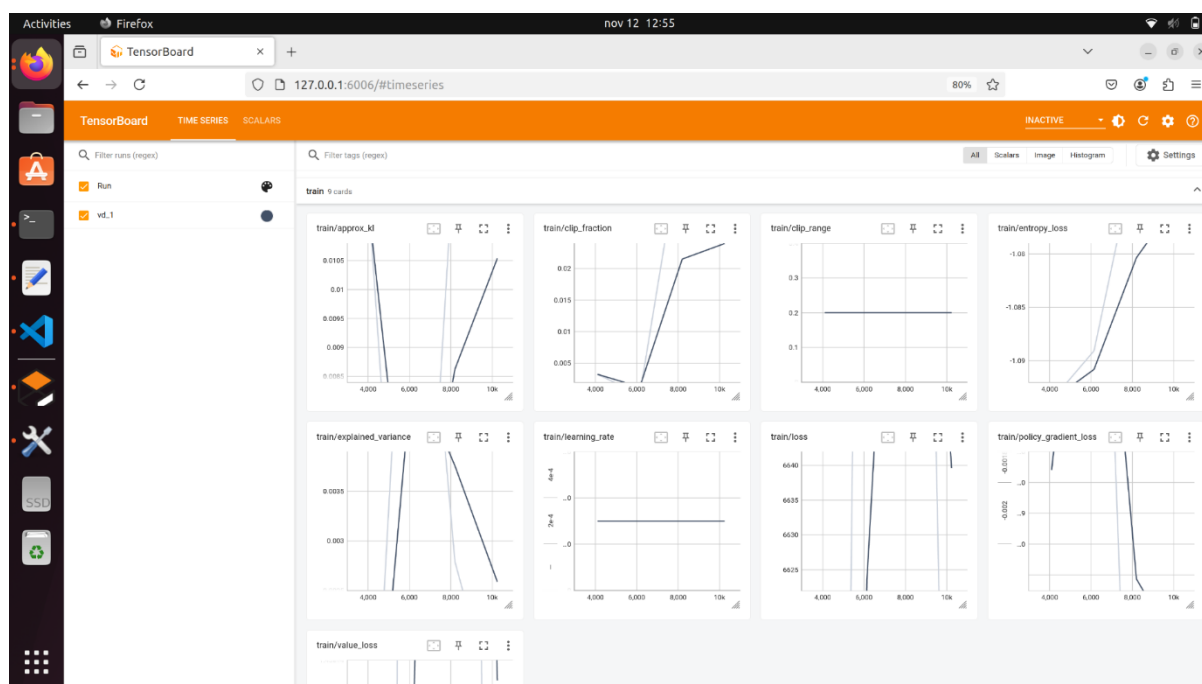 Activities
Firefox
nov 12 12:55
TensorBoard
127.0.0.1:6006/#timeseries
80%
TensorBoard
TIME SERIES
SCALARS
INACTIVE
Filter runs (regex)
Filter tags (regex)
All
Scalars
Image
Histogram
Settings
Run
train 9 cards
vd_1
train/approx_kl
0.0105
0.01
0.0095
0.009
0.0085
4,000 6,000 8,000 10k
train/clip_fraction
0.02
0.015
0.01
0.005
4,000 6,000 8,000 10k
train/clip_range
0.3
0.2
0.1
4,000 6,000 8,000 10k
train/entropy_loss
-1.08
-1.085
-1.09
4,000 6,000 8,000 10k
train/explained_variance
0.0035
0.003
4,000 6,000 8,000 10k
train/learning_rate
4e-4
..0
2e-4
..0
4,000 6,000 8,000 10k
train/loss
6640
6635
6630
6625
4,000 6,000 8,000 10k
train/policy_gradient_loss
..0
-0.002
..9
..0
4,000 6,000 8,000 10k
train/value_loss
SSD